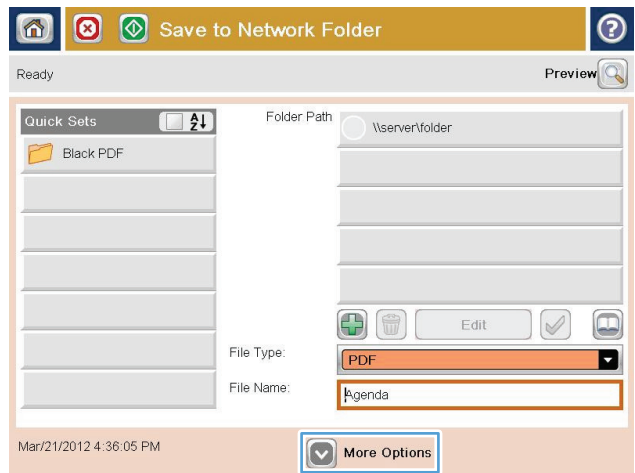 Save to Network Folder
Ready
Preview
Quick Sets
Folder Path
\\server\folder
Black PDF
Edit
File Type:
PDF
File Name:
Agenda
Mar/21/2012 4:36:05 PM
More Options